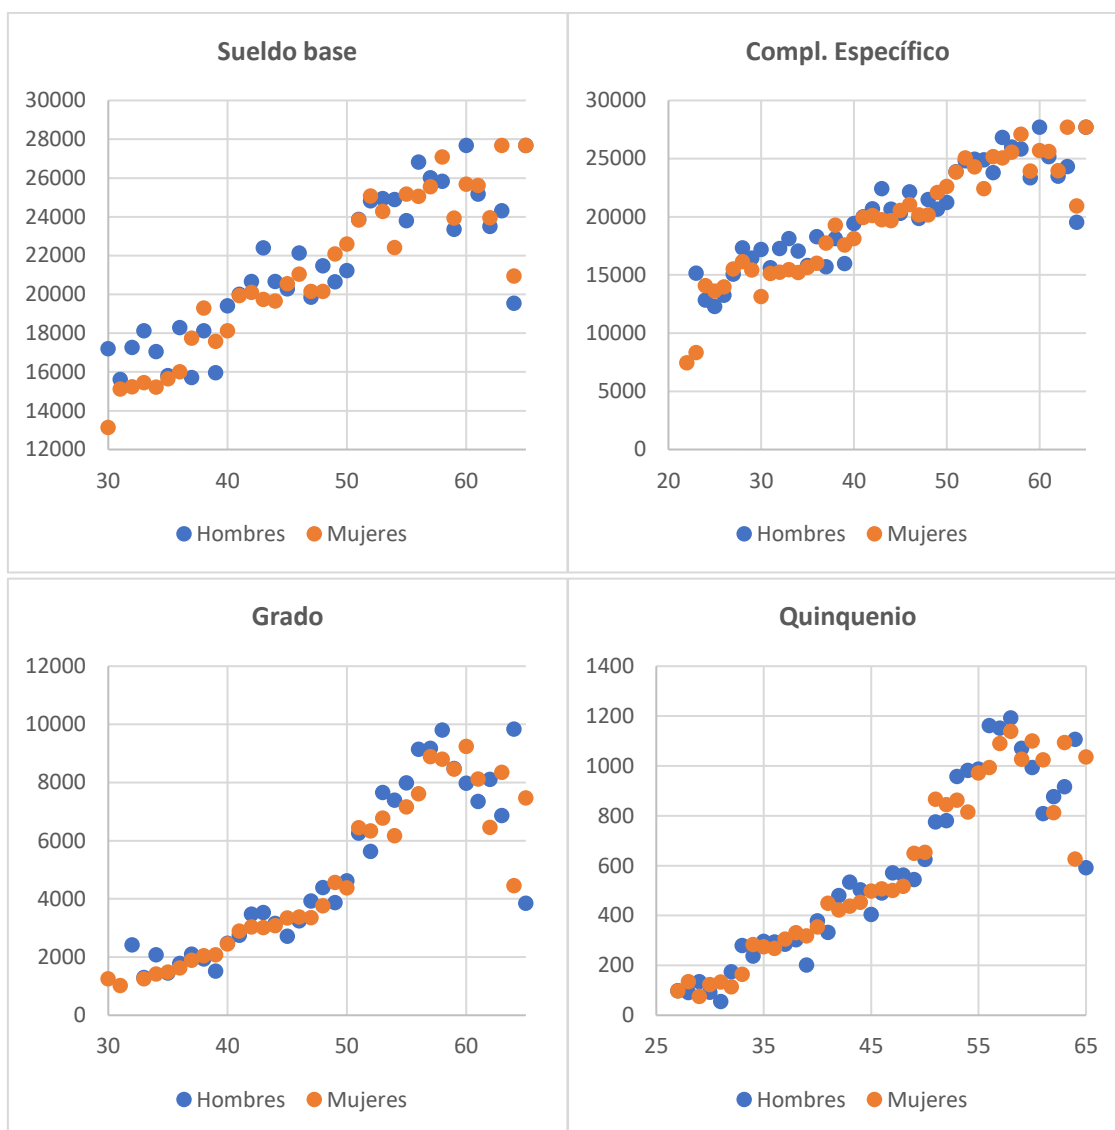 Sueldo base
30000
28000
26000
24000
22000
20000
18000
16000
14000
12000
30 40 50 60
Hombres Mujeres
Compl. Específico
30000
25000
20000
15000
10000
5000
0
20 30 40 50 60
Hombres Mujeres
Grado
12000
10000
8000
6000
4000
2000
0
30 40 50 60
Hombres Mujeres
Quinquenio
1400
1200
1000
800
600
400
200
0
25 35 45 55 65
Hombres Mujeres